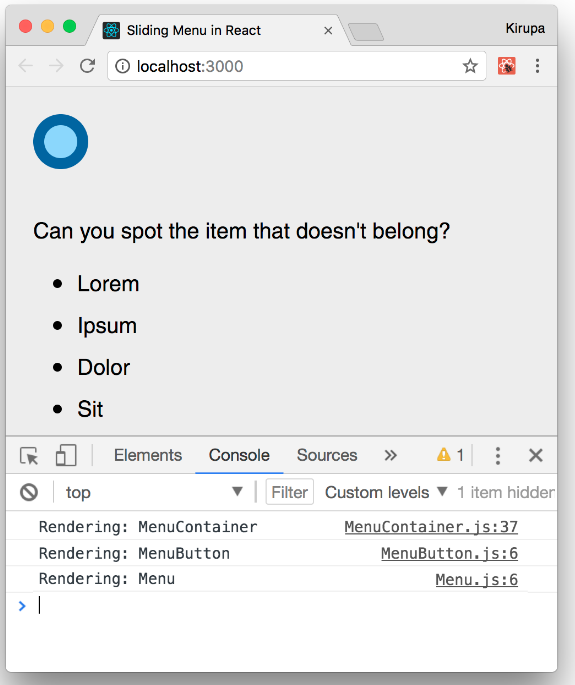 Sliding Menu in React
Kirupa
localhost:3000
Can you spot the item that doesn't belong?
Lorem
Ipsum
Dolor
Sit
Elements Console Sources 1
top Filter Custom levels 1 item hidden
Rendering: MenuContainer MenuContainer.js:37
Rendering: MenuButton MenuButton.js:6
Rendering: Menu Menu.js:6